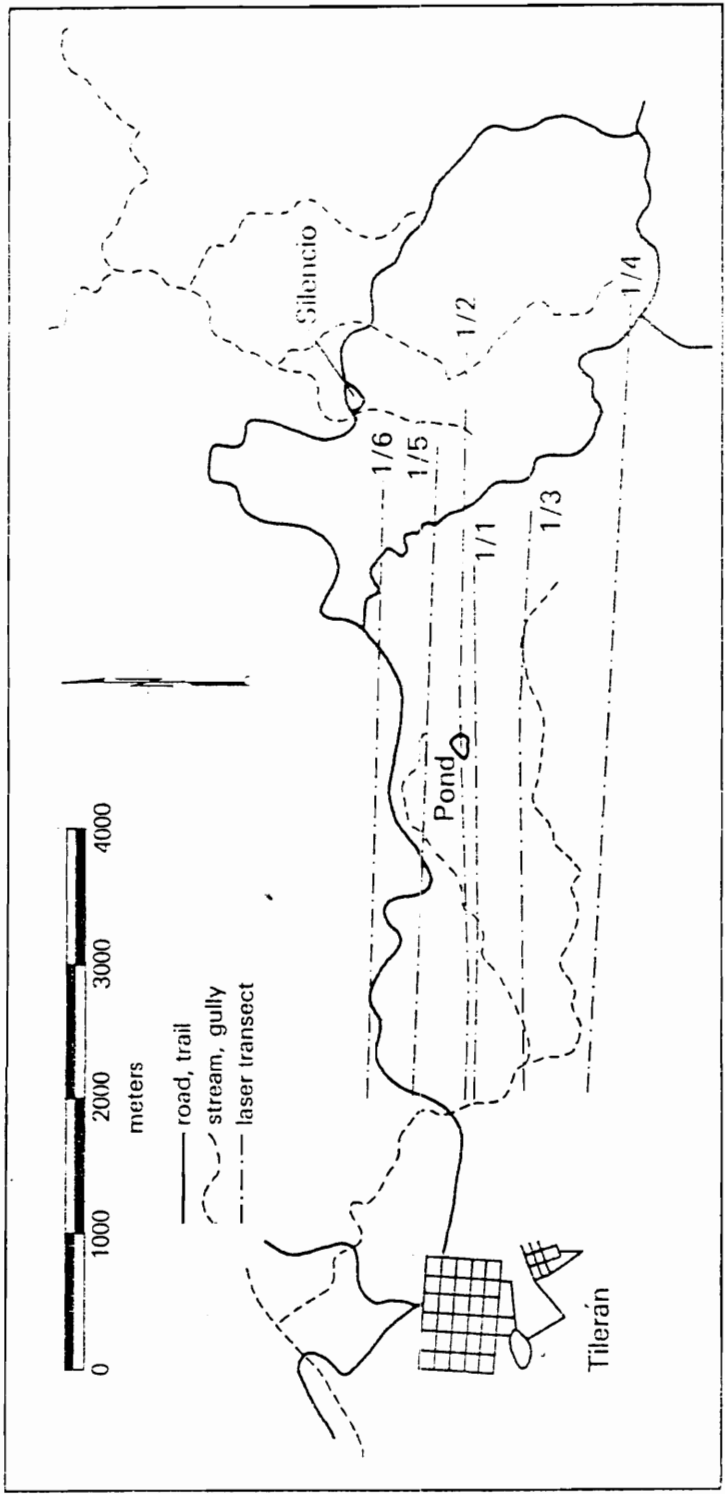 0 1000 2000 3000 4000
meters
road, trail
stream, gully
laser transect
Silencio
1/6
1/5
1/2
1/1
1/3
1/4
Pond
Tilerán